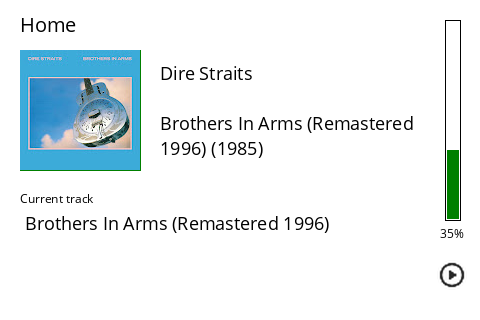 Home
DIRE STRAITS
BROTHERS IN ARMS
Dire Straits
Brothers In Arms (Remastered
1996) (1985)
Current track
Brothers In Arms (Remastered 1996)
35%